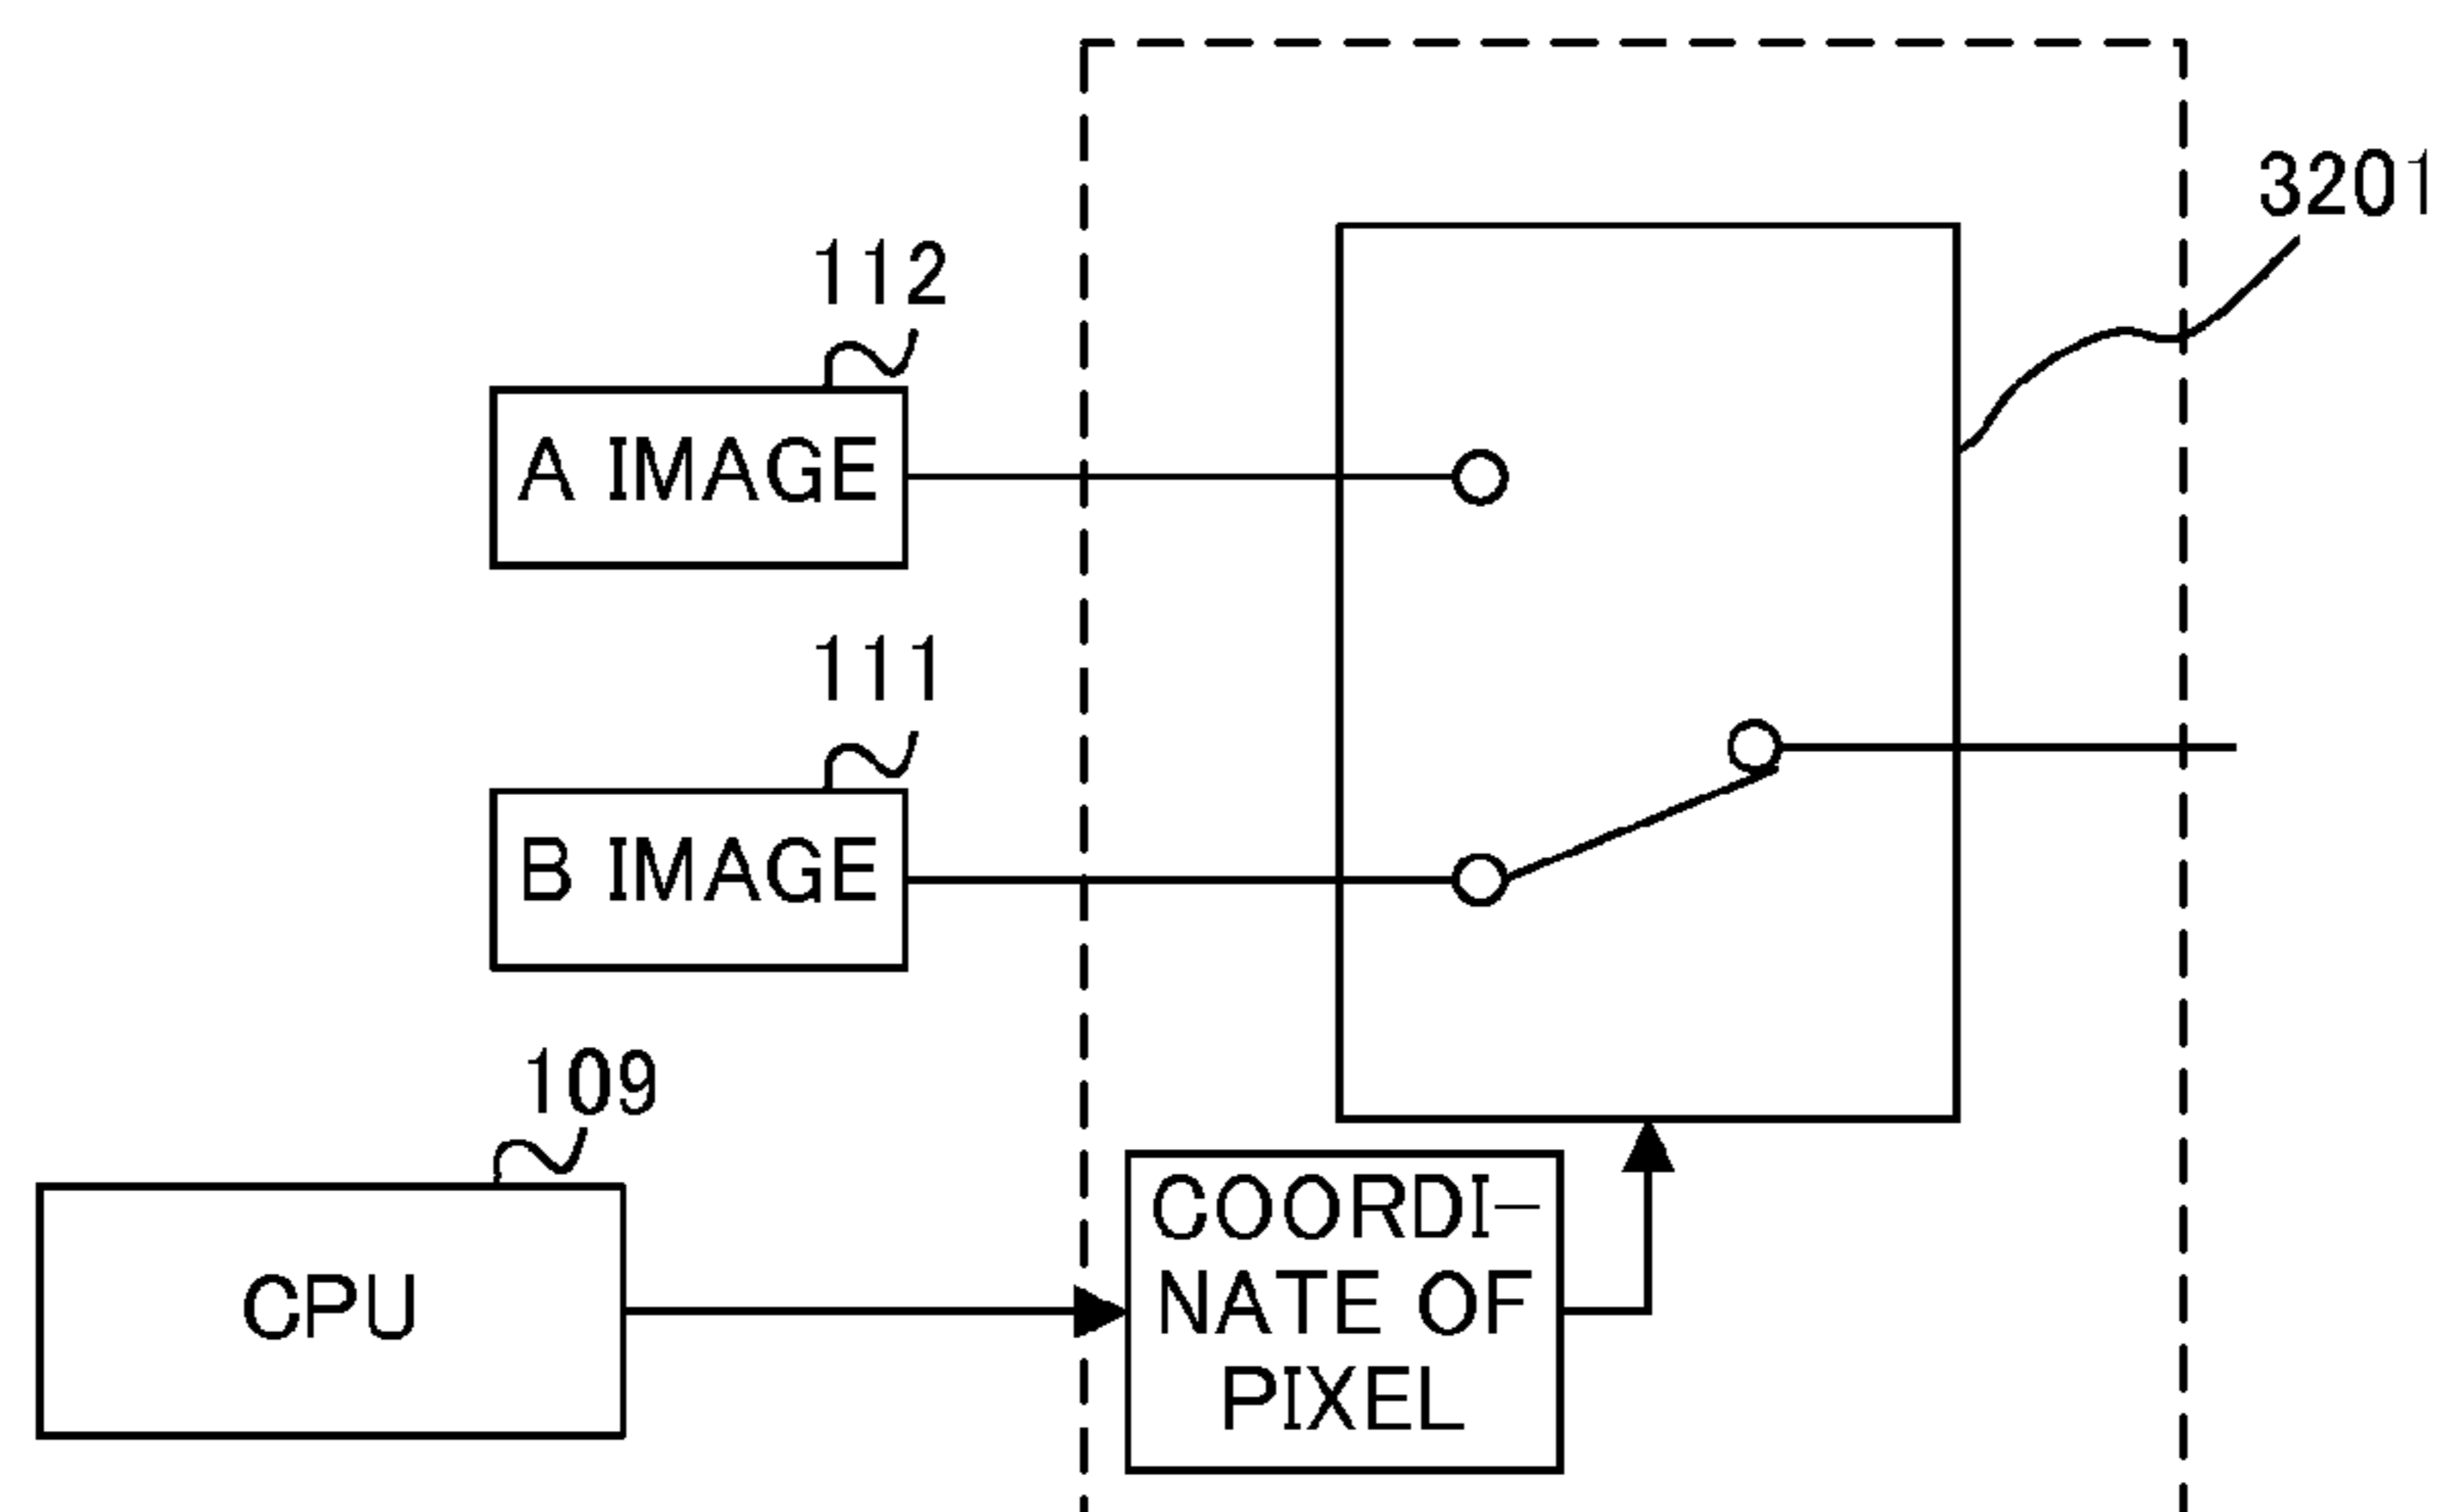 3201
112
A IMAGE
111
B IMAGE
109
CPU
COORDI-
NATE OF
PIXEL